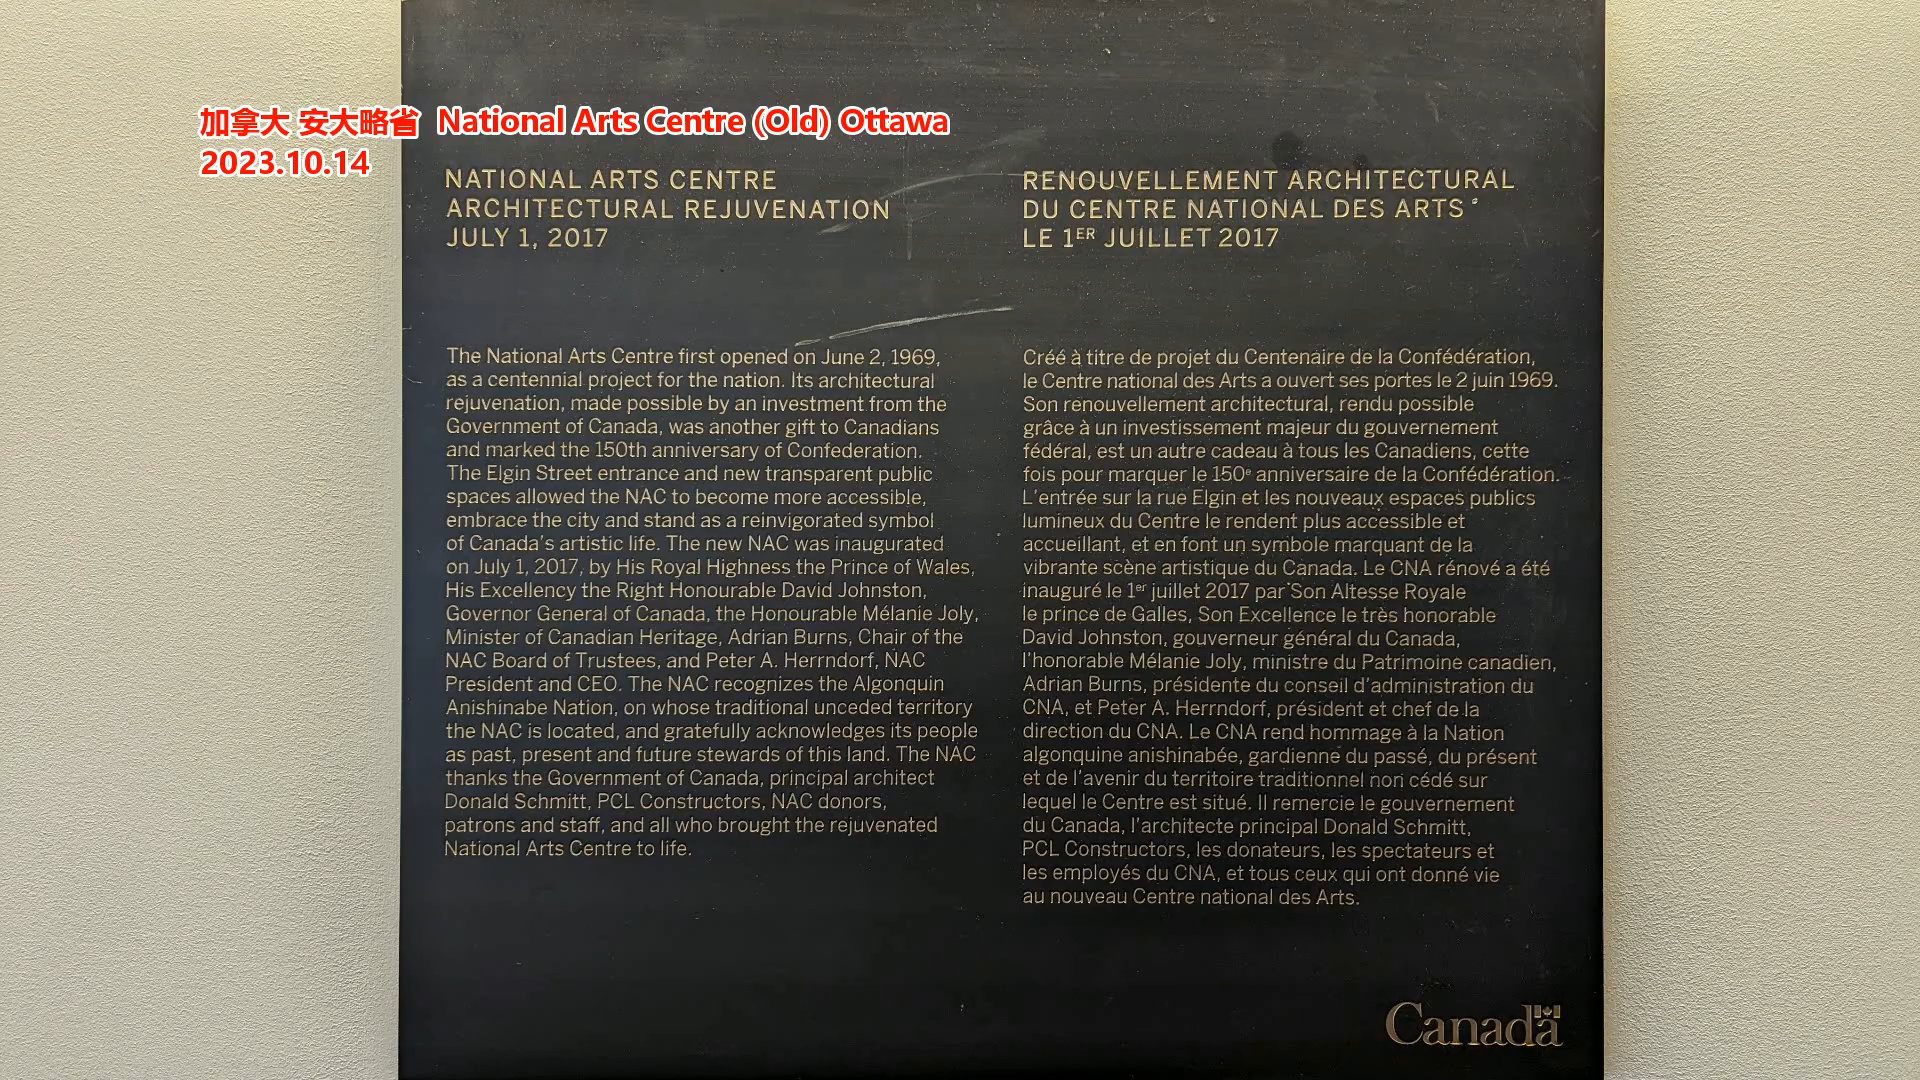 加拿大 安大略省 National Arts Centre (Old) Ottawa
2023.10.14
NATIONAL ARTS CENTRE
ARCHITECTURAL REJUVENATION
JULY 1, 2017
The National Arts Centre first opened on June 2, 1969,
as a centennial project for the nation. Its architectural
rejuvenation, made possible by an investment from the
Government of Canada, was another gift to Canadians
and marked the 150th anniversary of Confederation.
The Elgin Street entrance and new transparent public
spaces allowed the NAC to become more accessible,
embrace the city and stand as a reinvigorated symbol
of Canada's artistic life. The new NAC was inaugurated
on July 1, 2017, by His Royal Highness the Prince of Wales,
His Excellency the Right Honourable David Johnston,
Governor General of Canada, the Honourable Mélanie Joly,
Minister of Canadian Heritage, Adrian Burns, Chair of the
NAC Board of Trustees, and Peter A. Herrndorf, NAC
President and CEO. The NAC recognizes the Algonquin
Anishinabe Nation, on whose traditional unceded territory
the NAC is located, and gratefully acknowledges its people
as past, present and future stewards of this land. The NAC
thanks the Government of Canada, principal architect
Donald Schmitt, PCL Constructors, NAC donors,
patrons and staff, and all who brought the rejuvenated
National Arts Centre to life.
RENOUVELLEMENT ARCHITECTURAL
DU CENTRE NATIONAL DES ARTS
LE 1ER JUILLET 2017
Créé à titre de projet du Centenaire de la Confédération,
le Centre national des Arts a ouvert ses portes le 2 juin 1969.
Son renouvellement architectural, rendu possible
grâce à un investissement majeur du gouvernement
fédéral, est un autre cadeau à tous les Canadiens, cette
fois pour marquer le 150e anniversaire de la Confédération.
L'entrée sur la rue Elgin et les nouveaux espaces publics
lumineux du Centre le rendent plus accessible et
accueillant, et en font un symbole marquant de la
vibrante scène artistique du Canada. Le CNA rénové a été
inauguré le 1er juillet 2017 par Son Altesse Royale
le prince de Galles, Son Excellence le très honorable
David Johnston, gouverneur général du Canada,
l'honorable Mélanie Joly, ministre du Patrimoine canadien,
Adrian Burns, présidente du conseil d'administration du
CNA, et Peter A. Herrndorf, président et chef de la
direction du CNA. Le CNA rend hommage à la Nation
algonquine anishinabée, gardienne du passé, du présent
et de l'avenir du territoire traditionnel non cédé sur
lequel le Centre est situé. Il remercie le gouvernement
du Canada, l'architecte principal Donald Schmitt,
PCL Constructors, les donateurs, les spectateurs et
les employés du CNA, et tous ceux qui ont donné vie
au nouveau Centre national des Arts.
Canada